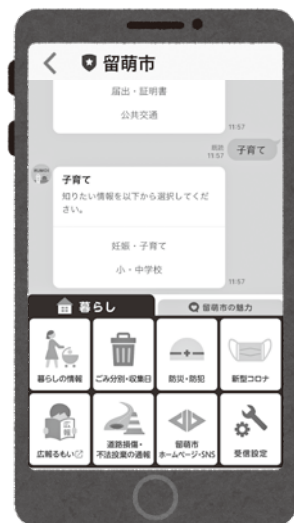 留萌市
届出・証明書
公共交通
11:57
既読
11:57
子育て
子育て
知りたい情報を以下から選択してくだ
さい。
妊娠・子育て
小・中学校
11:57
暮らし
留萌市の魅力
暮らしの情報
ごみ分別・収集日
防災・防犯
新型コロナ
広報
広報るもい
道路損傷・
不法投棄の通報
留萌市
ホームページ・SNS
受信設定